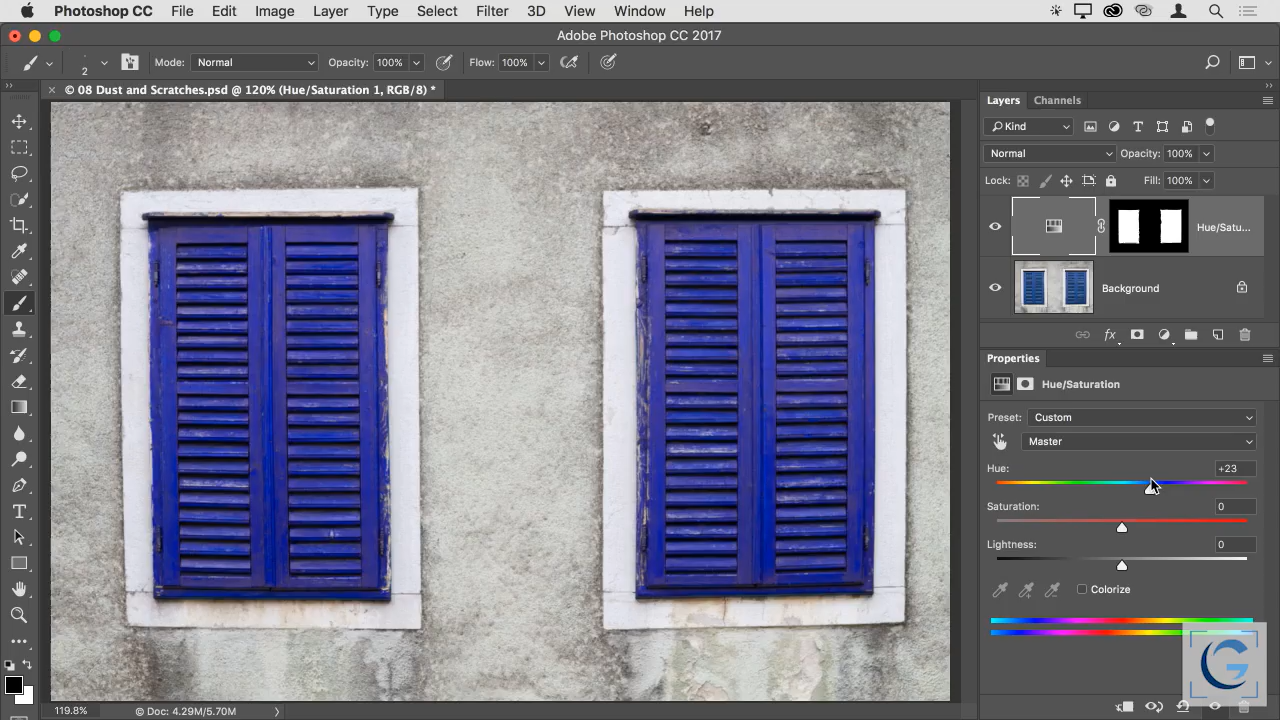 Photoshop CC File Edit Image Layer Type Select Filter 3D View Window Help
Adobe Photoshop CC 2017
2 Mode: Normal Opacity: 100% Flow: 100%
© 08 Dust and Scratches.psd @ 120% (Hue/Saturation 1, RGB/8) *
Layers Channels
Kind
Normal Opacity: 100%
Lock: Fill: 100%
Hue/Satu...
Background
fx
Properties
Hue/Saturation
Preset: Custom
Master
Hue: +23
Saturation: 0
Lightness: 0
Colorize
119.8% © Doc: 4.29M/5.70M